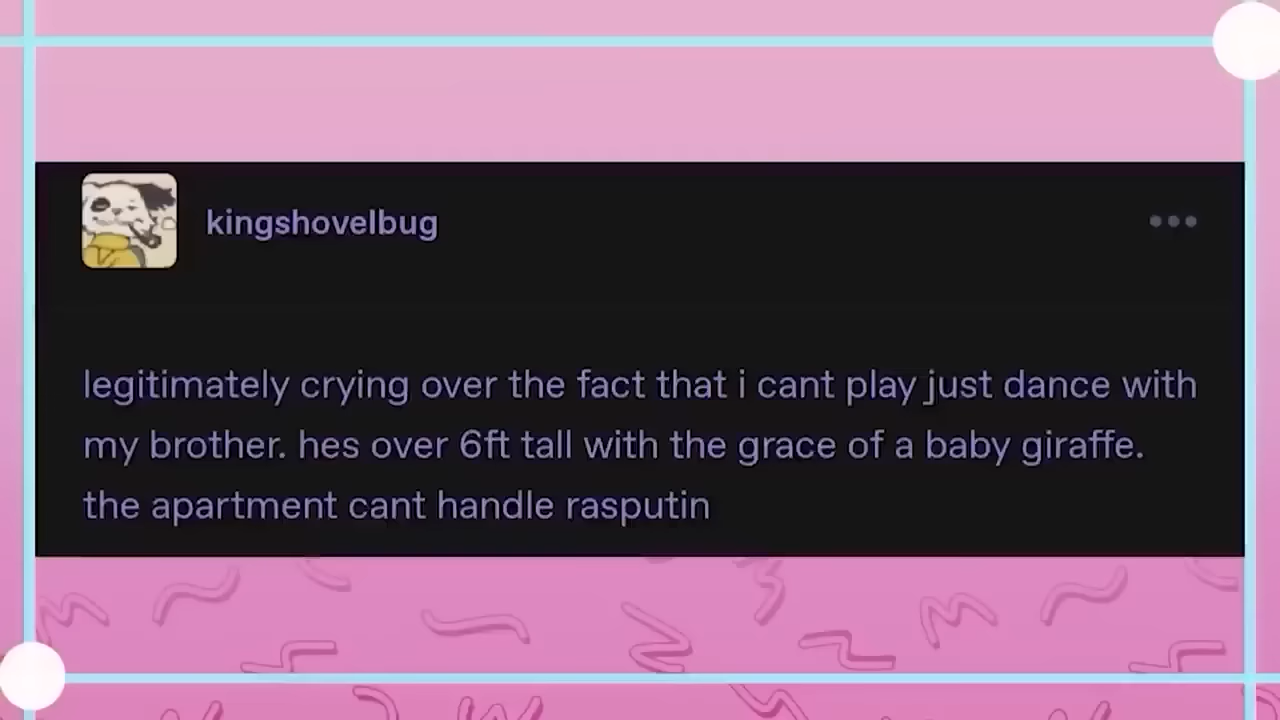 kingshovelbug
legitimately crying over the fact that i cant play just dance with
my brother. hes over 6ft tall with the grace of a baby giraffe.
the apartment cant handle rasputin